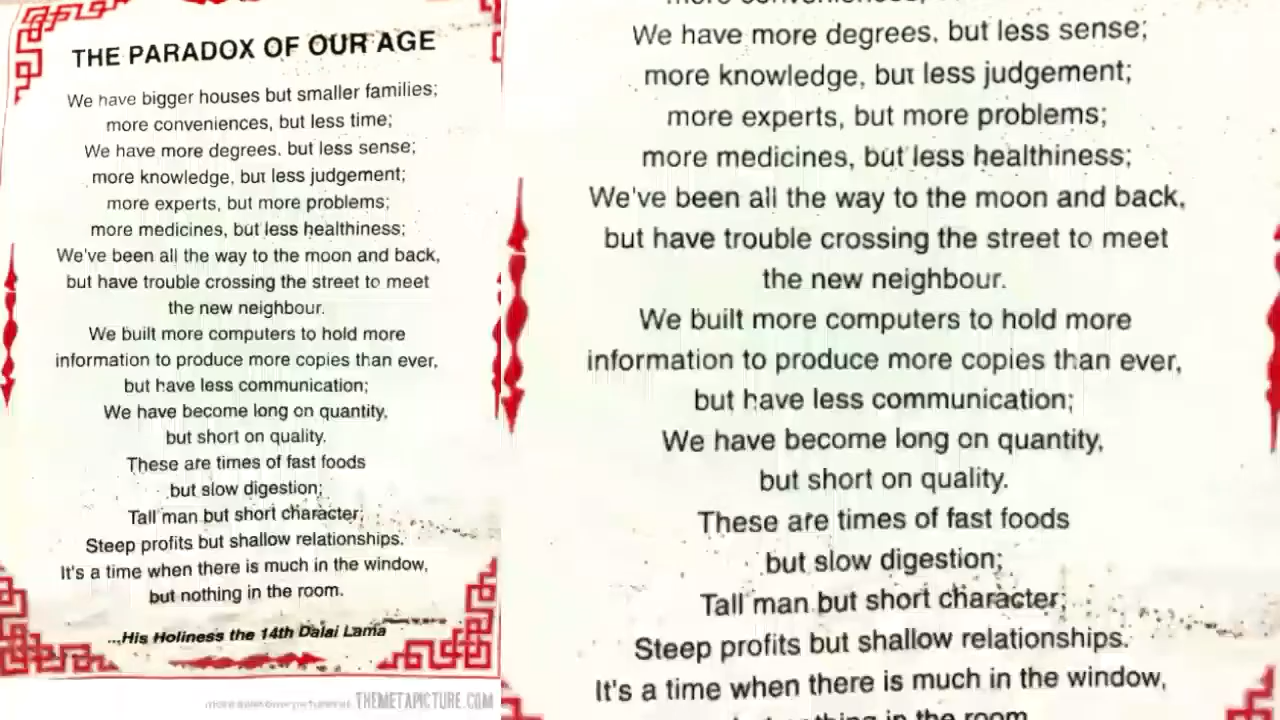 THE PARADOX OF OUR AGE
We have bigger houses but smaller families;
more conveniences, but less time;
We have more degrees. but less sense;
more knowledge, but less judgement;
more experts, but more problems;
more medicines, but less healthiness;
We've been all the way to the moon and back,
but have trouble crossing the street to meet
the new neighbour.
We built more computers to hold more
information to produce more copies than ever,
but have less communication;
We have become long on quantity,
but short on quality.
These are times of fast foods
but slow digestion;
Tall man but short character;
Steep profits but shallow relationships.
It's a time when there is much in the window,
but nothing in the room.
...His Holiness the 14th Dalai Lama
THEMETAPICTURE.COM
more conveniences,
We have more degrees. but less sense;
more knowledge, but less judgement;
more experts, but more problems;
more medicines, but less healthiness;
We've been all the way to the moon and back,
but have trouble crossing the street to meet
the new neighbour.
We built more computers to hold more
information to produce more copies than ever,
but have less communication;
We have become long on quantity,
but short on quality.
These are times of fast foods
but slow digestion;
Tall man but short character;
Steep profits but shallow relationships.
It's a time when there is much in the window,
but nothing in the room.